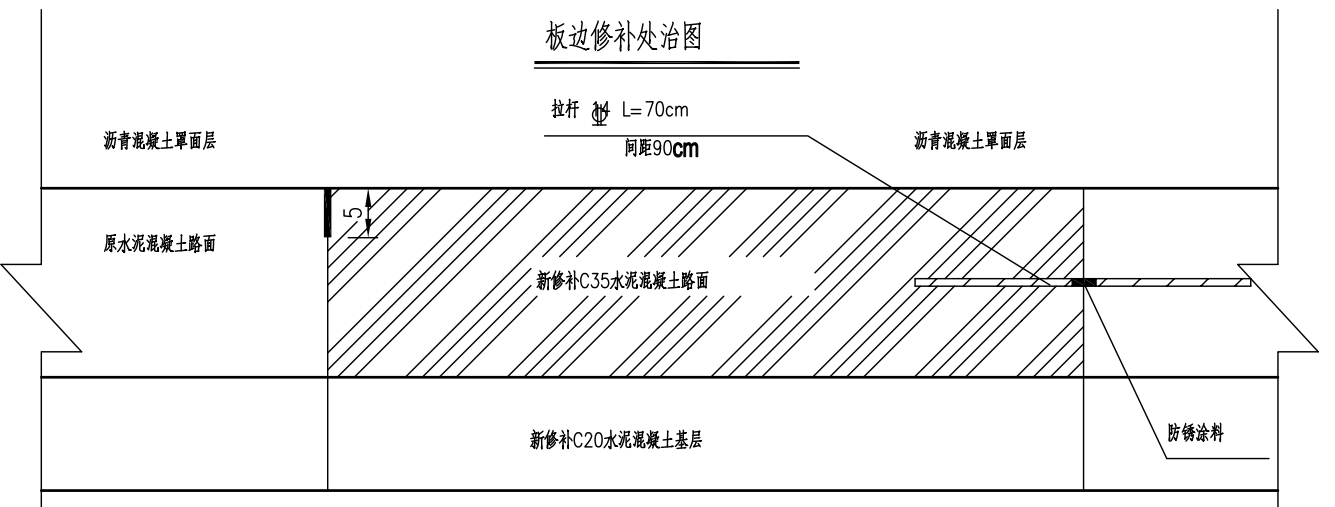 板边修补处治图
拉杆 ⏀14 L=70cm
间距90cm
沥青混凝土罩面层
沥青混凝土罩面层
5
原水泥混凝土路面
新修补C35水泥混凝土路面
新修补C20水泥混凝土基层
防锈涂料